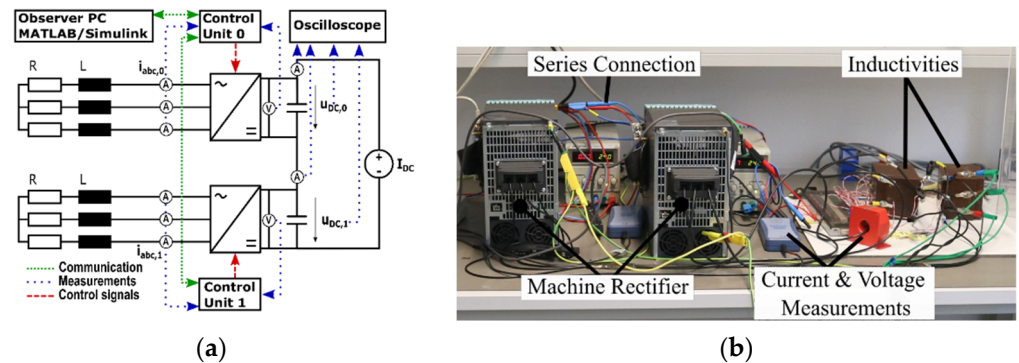 Observer PC
MATLAB/Simulink
Control
Unit 0
Oscilloscope
R
L
i_abc,0
A
A
A
A
V
u_DC,0
A
I_DC
R
L
A
A
A
V
u_DC,1
i_abc,1
Communication
Measurements
Control signals
Control
Unit 1
(a)
Series Connection
Inductivities
Machine Rectifier
Current & Voltage
Measurements
(b)